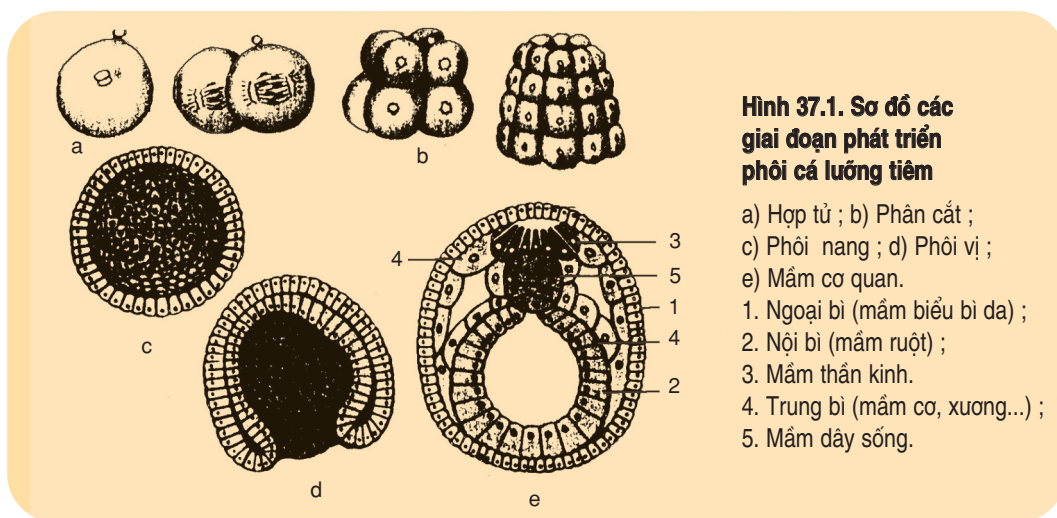 a
b
c
d
e
4
3
5
1
4
2
Hình 37.1. Sơ đồ các
giai đoạn phát triển
phôi cá lưỡng tiêm
a) Hợp tử ; b) Phân cắt ;
c) Phôi nang ; d) Phôi vị ;
e) Mầm cơ quan.
1. Ngoại bì (mầm biểu bì da) ;
2. Nội bì (mầm ruột) ;
3. Mầm thần kinh.
4. Trung bì (mầm cơ, xương...) ;
5. Mầm dây sống.